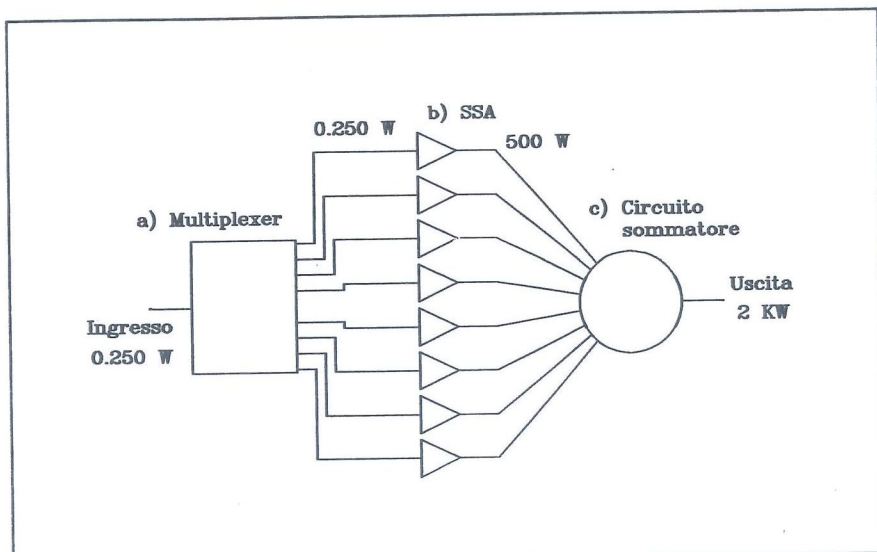 b) SSA
0.250 W
500 W
a) Multiplexer
c) Circuito
sommatore
Ingresso
0.250 W
Uscita
2 KW